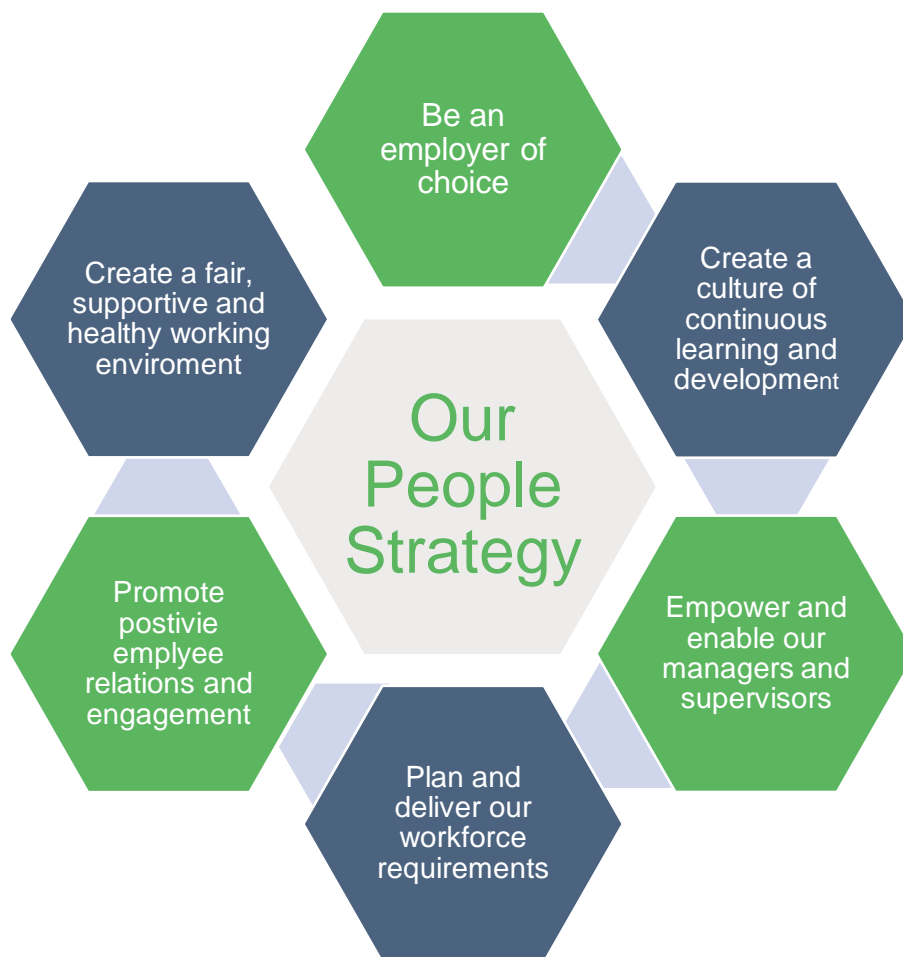 Be an
employer of
choice
Create a
culture of
continuous
learning and
development
Empower and
enable our
managers and
supervisors
Plan and
deliver our
workforce
requirements
Promote
postivie
emplyee
relations and
engagement
Create a fair,
supportive and
healthy working
enviroment
Our
People
Strategy